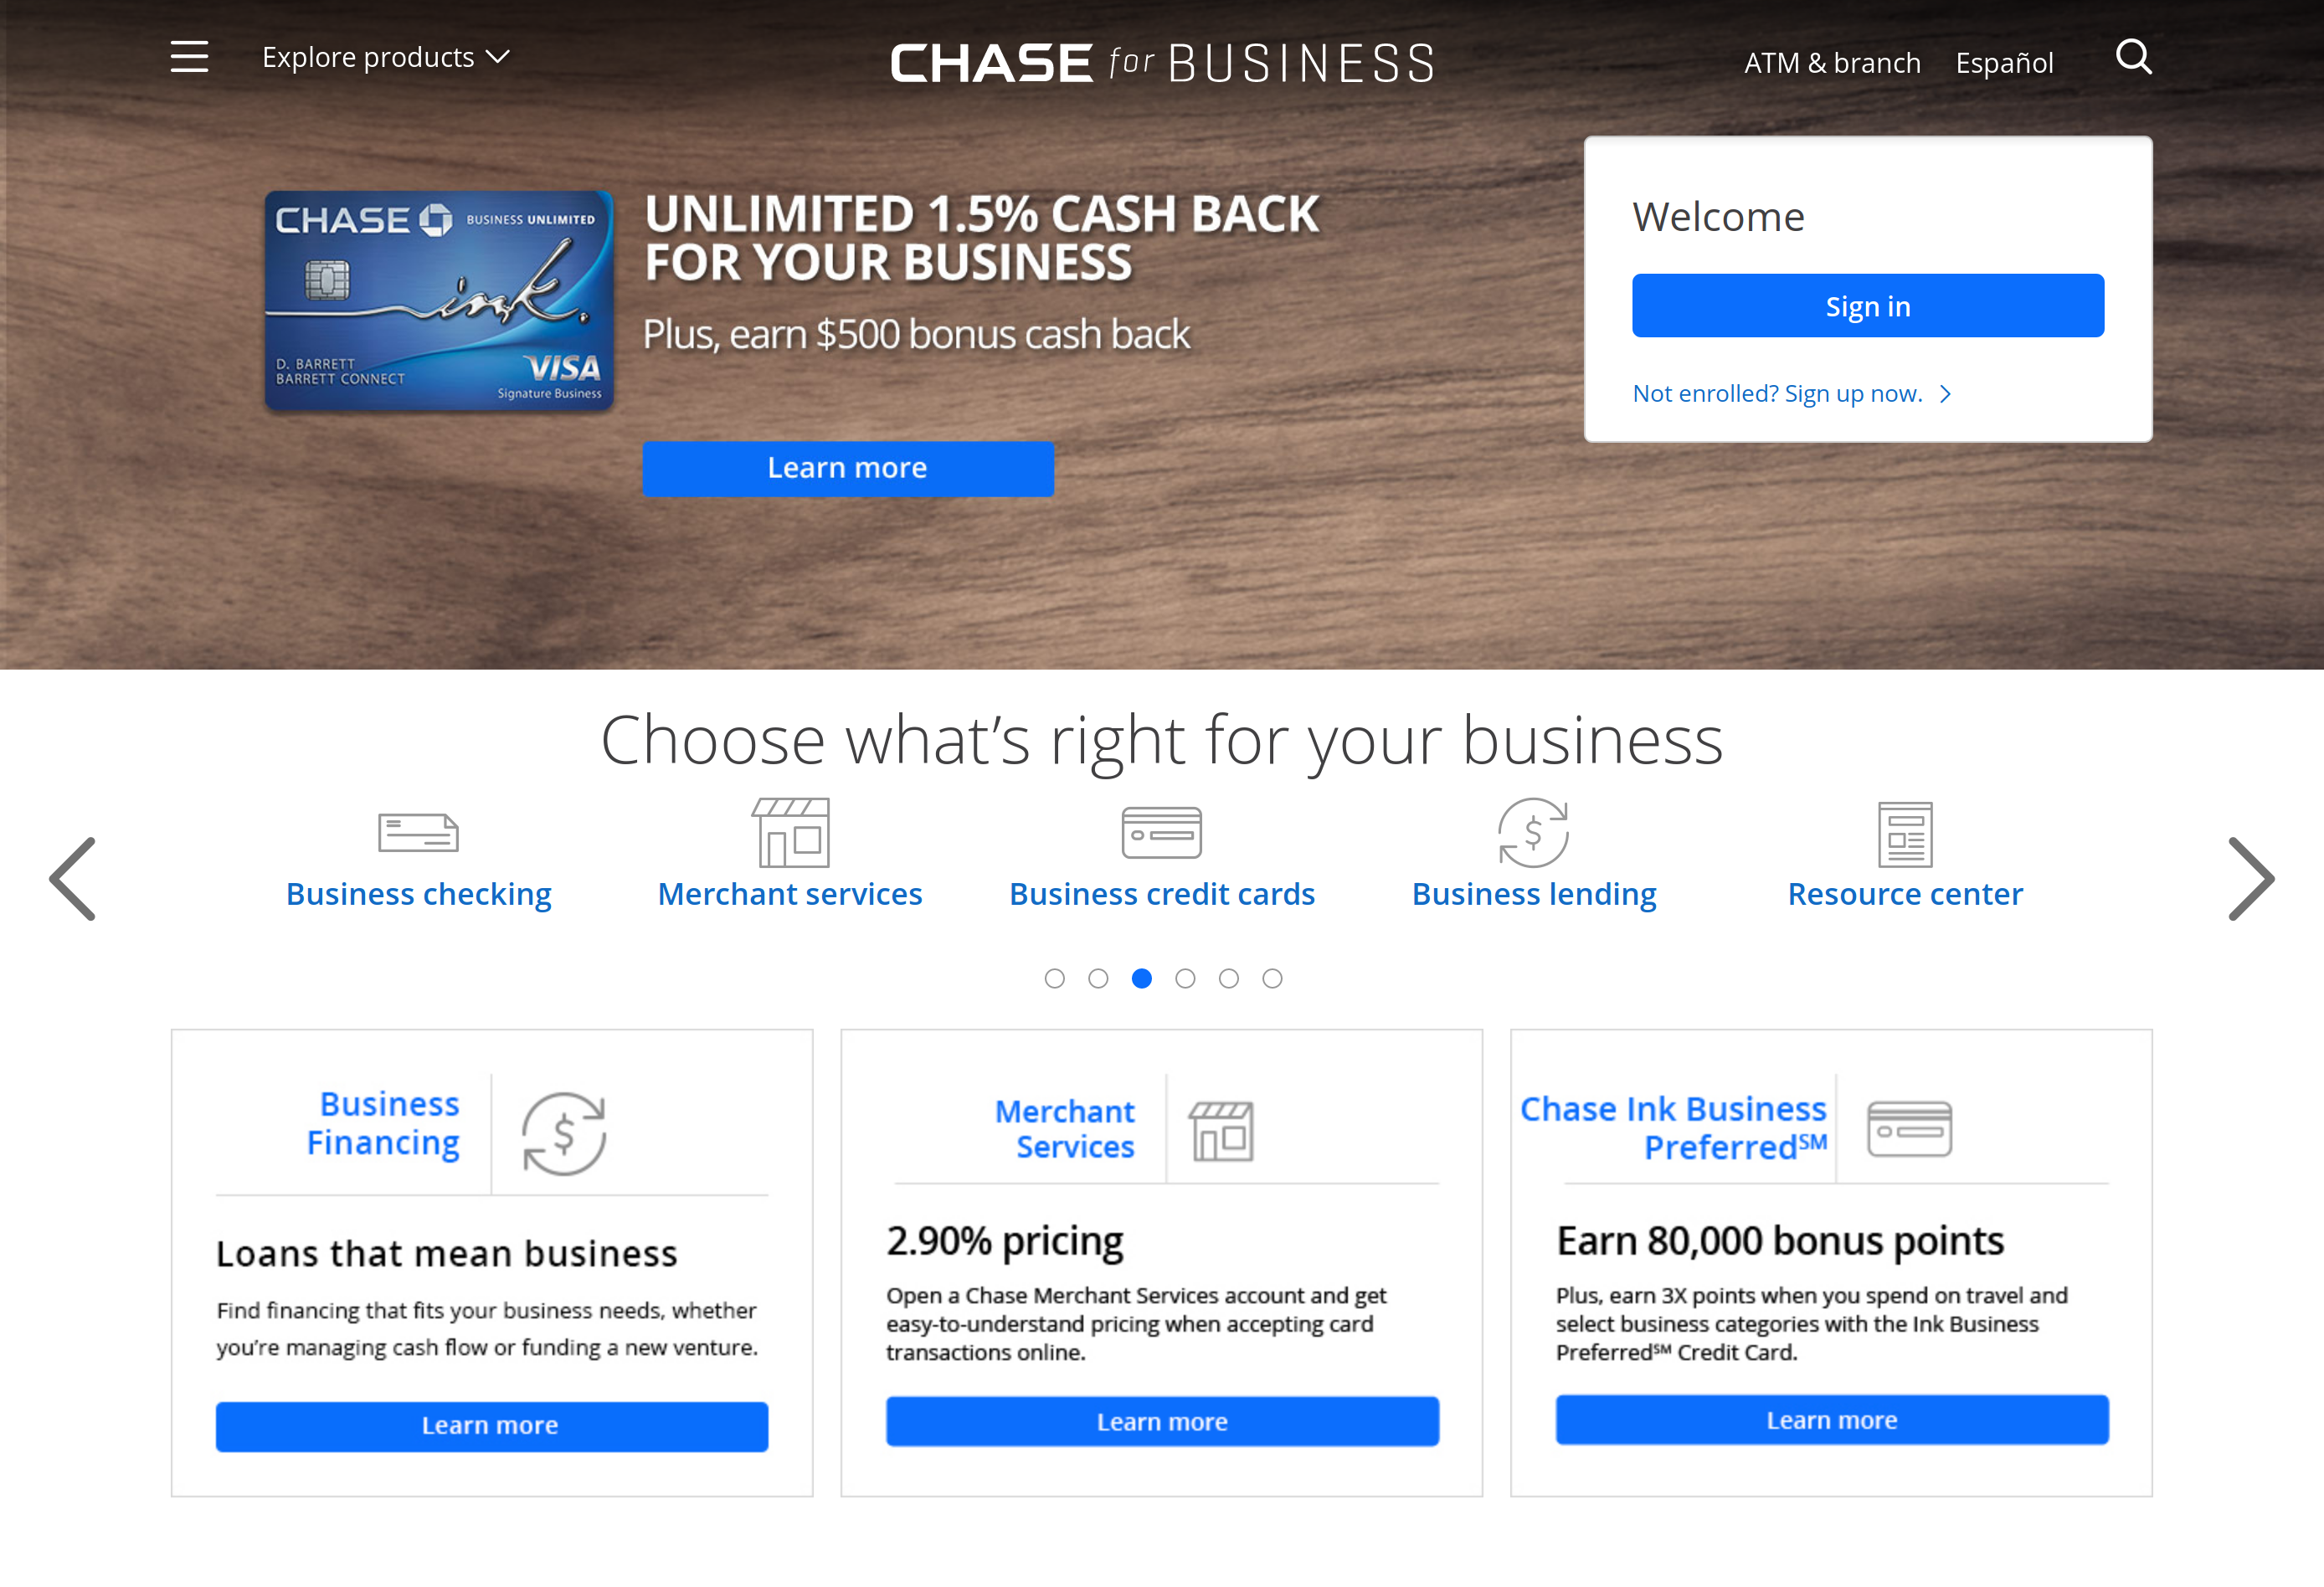 Explore products
CHASE for BUSINESS
ATM & branch
Español
CHASE BUSINESS UNLIMITED
ink.
D. BARRETT
BARRETT CONNECT
VISA
Signature Business
UNLIMITED 1.5% CASH BACK
FOR YOUR BUSINESS
Plus, earn $500 bonus cash back
Learn more
Welcome
Sign in
Not enrolled? Sign up now.
Choose what’s right for your business
Business checking
Merchant services
Business credit cards
Business lending
Resource center
Business
Financing
Loans that mean business
Find financing that fits your business needs, whether
you’re managing cash flow or funding a new venture.
Learn more
Merchant
Services
2.90% pricing
Open a Chase Merchant Services account and get
easy-to-understand pricing when accepting card
transactions online.
Learn more
Chase Ink Business
Preferred℠
Earn 80,000 bonus points
Plus, earn 3X points when you spend on travel and
select business categories with the Ink Business
Preferred℠ Credit Card.
Learn more